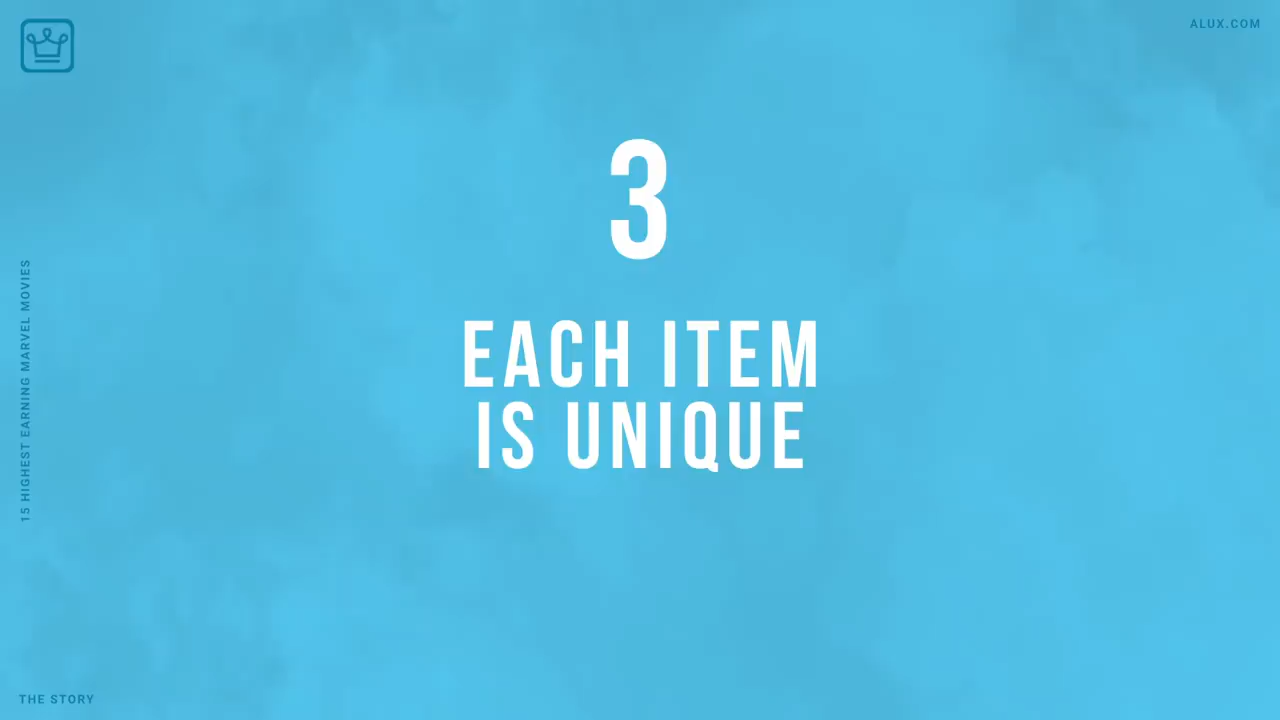 ALUX.COM
3
EACH ITEM
IS UNIQUE
15 HIGHEST EARNING MARVEL MOVIES
THE STORY